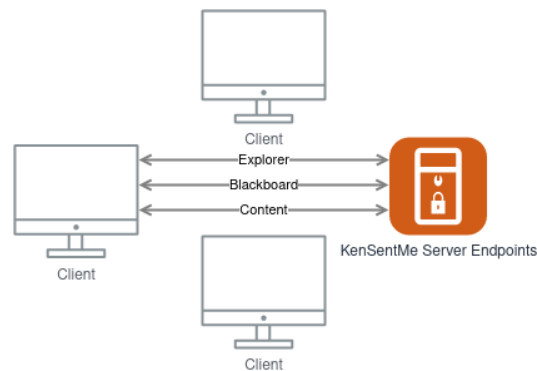 Client
Explorer
Blackboard
Content
KenSentMe Server Endpoints
Client
Client